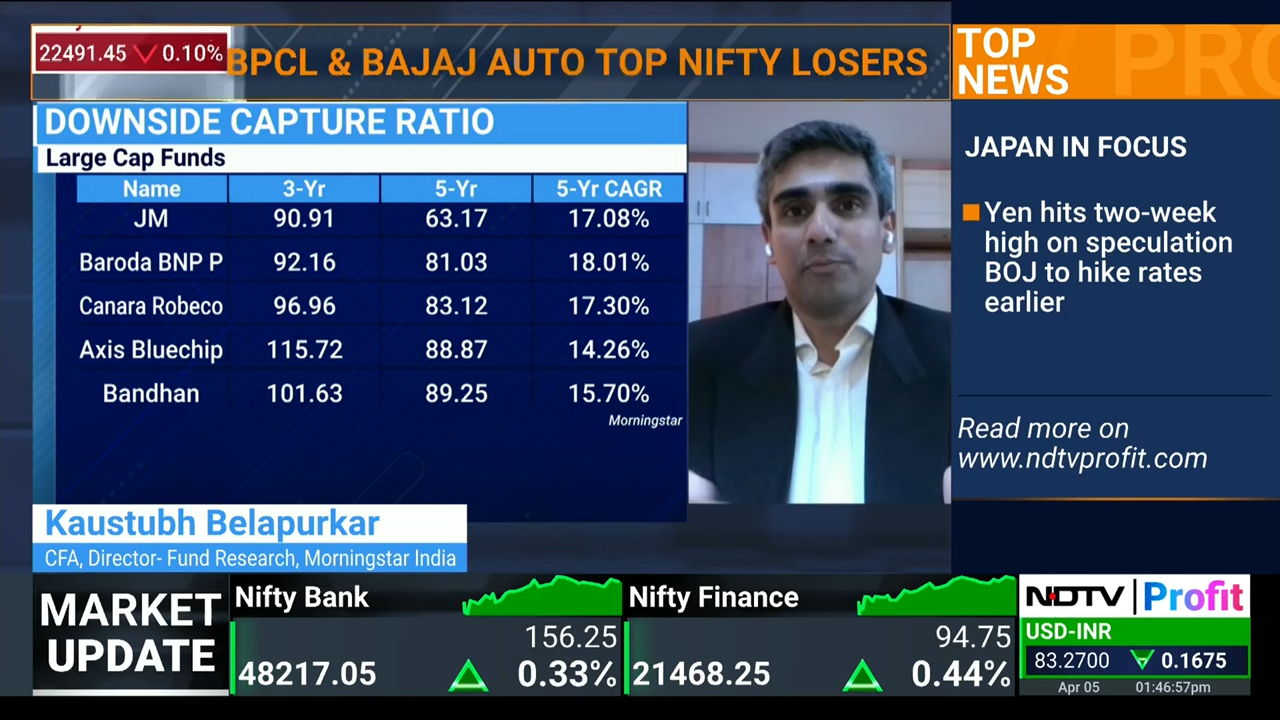 22491.45 0.10%
BPCL & BAJAJ AUTO TOP NIFTY LOSERS
TOP
NEWS
DOWNSIDE CAPTURE RATIO
Large Cap Funds
Name 3-Yr 5-Yr 5-Yr CAGR
JM 90.91 63.17 17.08%
Baroda BNP P 92.16 81.03 18.01%
Canara Robeco 96.96 83.12 17.30%
Axis Bluechip 115.72 88.87 14.26%
Bandhan 101.63 89.25 15.70%
Morningstar
JAPAN IN FOCUS
Yen hits two-week
high on speculation
BOJ to hike rates
earlier
Read more on
www.ndtvprofit.com
Kaustubh Belapurkar
CFA, Director- Fund Research, Morningstar India
MARKET
UPDATE
Nifty Bank
156.25
48217.05 0.33%
Nifty Finance
94.75
21468.25 0.44%
NDTV Profit
USD-INR
83.2700 0.1675
Apr 05 01:46:57pm